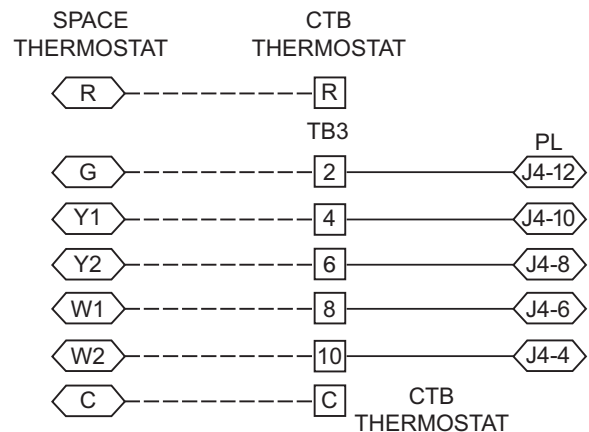 SPACE THERMOSTAT
CTB THERMOSTAT
R R
TB3
PL
G 2 J4-12
Y1 4 J4-10
Y2 6 J4-8
W1 8 J4-6
W2 10 J4-4
C C
CTB THERMOSTAT